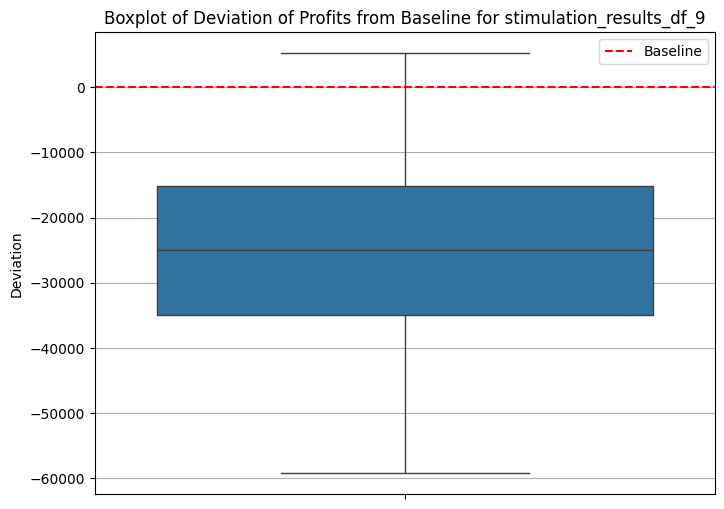 Boxplot of Deviation of Profits from Baseline for stimulation_results_df_9
Baseline
0
−10000
−20000
−30000
−40000
−50000
−60000
Deviation